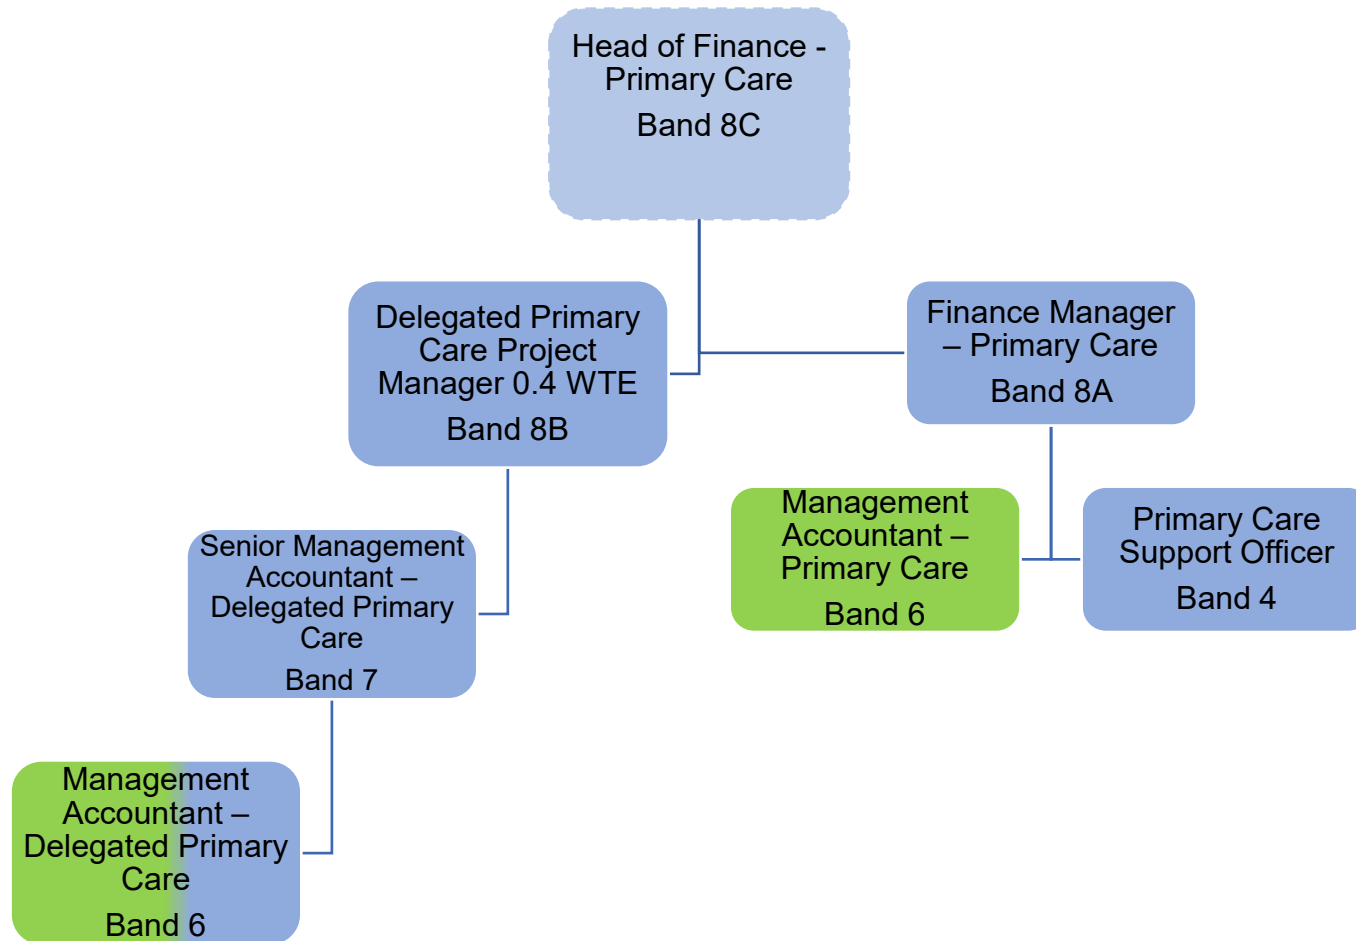 Head of Finance -
Primary Care
Band 8C
Delegated Primary
Care Project
Manager 0.4 WTE
Band 8B
Finance Manager
– Primary Care
Band 8A
Senior Management
Accountant –
Delegated Primary
Care
Band 7
Management
Accountant –
Primary Care
Band 6
Primary Care
Support Officer
Band 4
Management
Accountant –
Delegated Primary
Care
Band 6